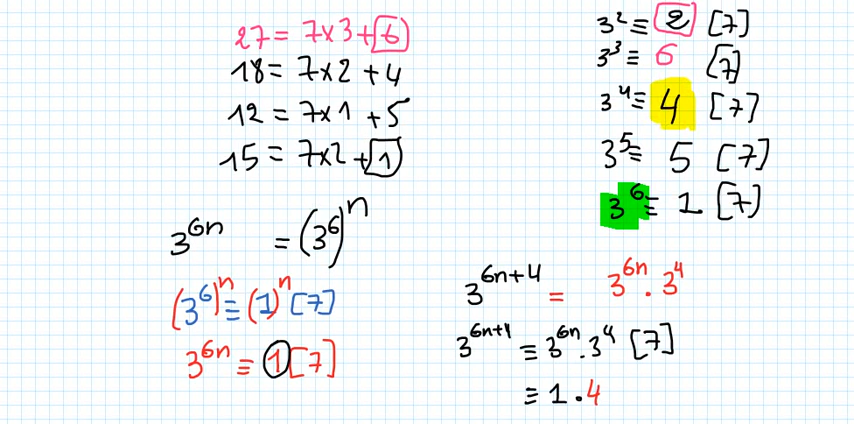 27 = 7x3 + 6
18 = 7x2 + 4
12 = 7x1 + 5
15 = 7x2 + 1
3^6n = (3^6)^n
(3^6)^n ≡ (1)^n [7]
3^6n ≡ 1 [7]
3^2 ≡ 2 [7]
3^3 ≡ 6 [7]
3^4 ≡ 4 [7]
3^5 ≡ 5 [7]
3^6 ≡ 1 [7]
3^6n+4 = 3^6n . 3^4
3^6n+4 ≡ 3^6n . 3^4 [7]
≡ 1 . 4